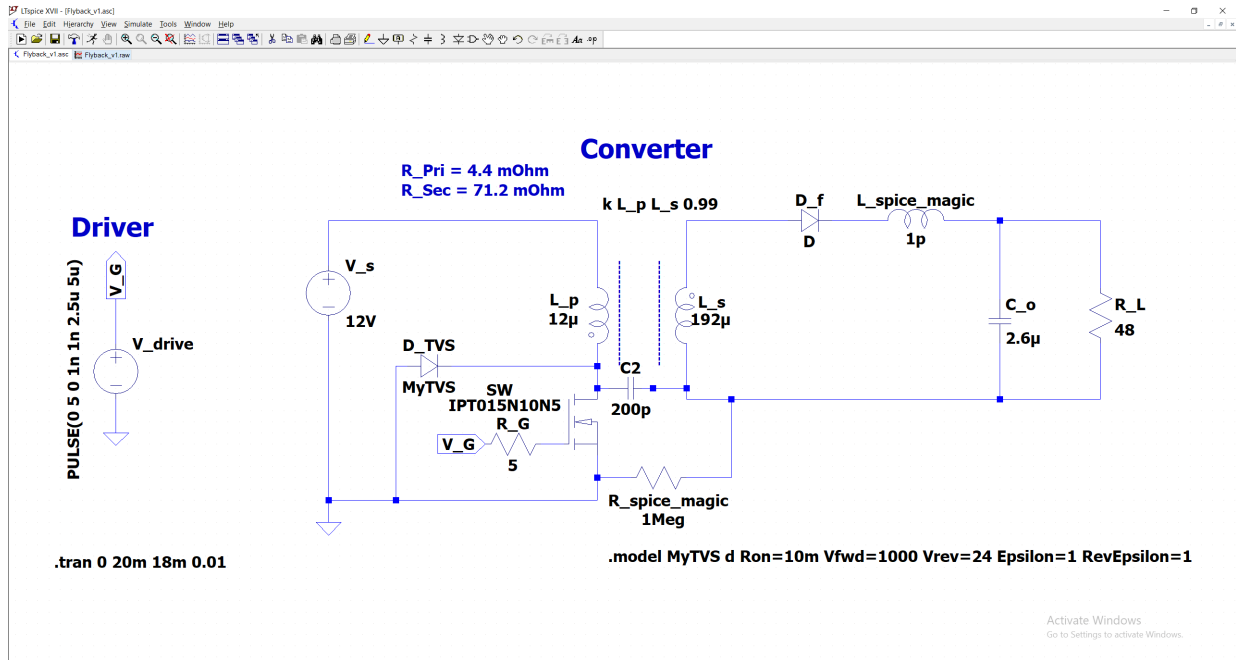 LTspice XVII - [Flyback_v1.asc]
File Edit Hierarchy View Simulate Tools Window Help
Flyback_v1.asc Flyback_v1.raw
Converter
R_Pri = 4.4 mOhm
R_Sec = 71.2 mOhm
k L_p L_s 0.99
D_f
D
L_spice_magic
1p
Driver
V_G
PULSE(0 5 0 1n 1n 2.5u 5u)
V_drive
V_s
12V
L_p
12µ
L_s
192µ
C_o
2.6µ
R_L
48
D_TVS
MyTVS
C2
200p
SW
IPT015N10N5
R_G
5
V_G
R_spice_magic
1Meg
.tran 0 20m 18m 0.01
.model MyTVS d Ron=10m Vfwd=1000 Vrev=24 Epsilon=1 RevEpsilon=1
Activate Windows
Go to Settings to activate Windows.